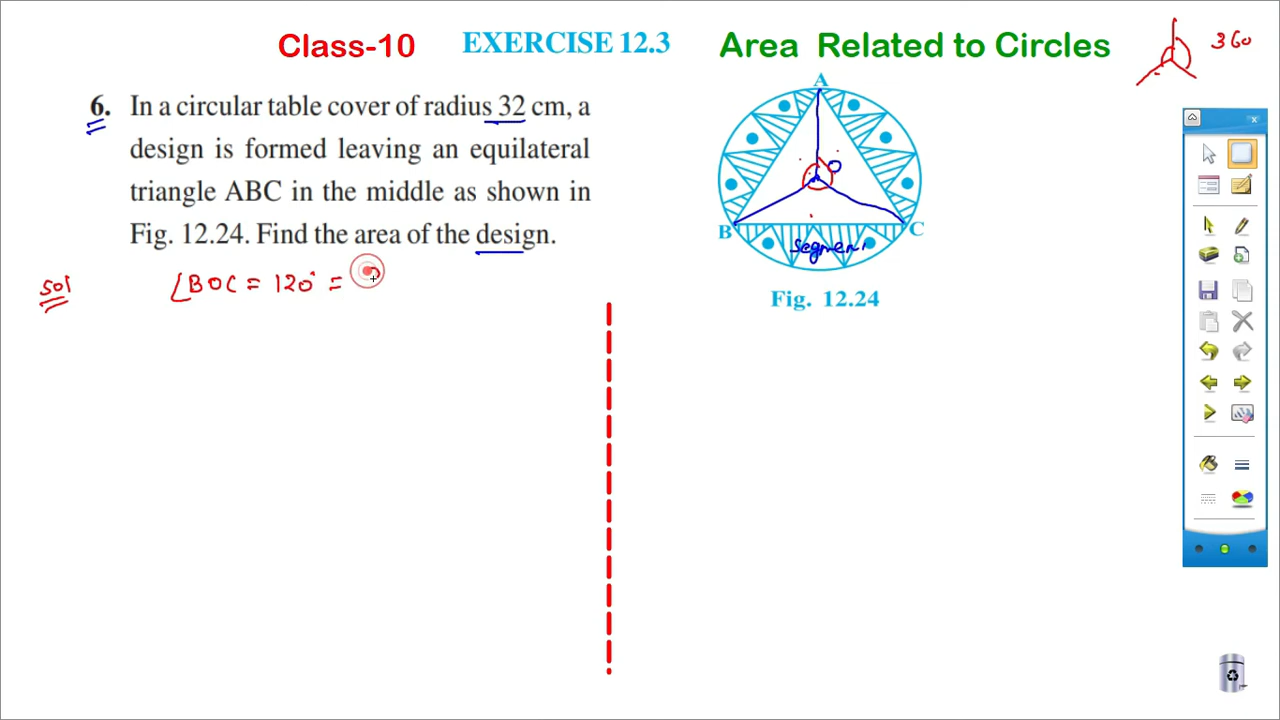 Class-10 EXERCISE 12.3 Area Related to Circles
360
6. In a circular table cover of radius 32 cm, a
design is formed leaving an equilateral
triangle ABC in the middle as shown in
Fig. 12.24. Find the area of the design.
A
O
B
C
Segment
Fig. 12.24
Sol
∠BOC = 120° =